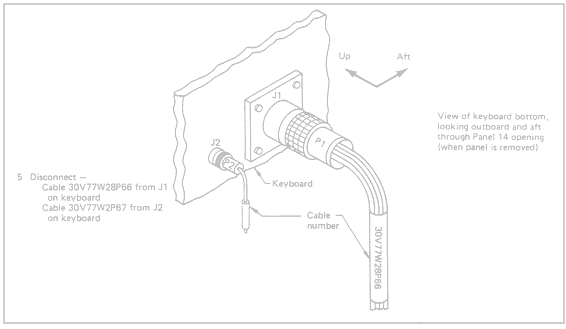 Up
Aft
J1
View of keyboard bottom,
looking outboard and aft
through Panel 14 opening
(when panel is removed)
P1
J2
P2
5 Disconnect —
Cable 30V77W28P66 from J1
on keyboard
Cable 30V77W2P67 from J2
on keyboard
Keyboard
Cable
number
30V77W28P66